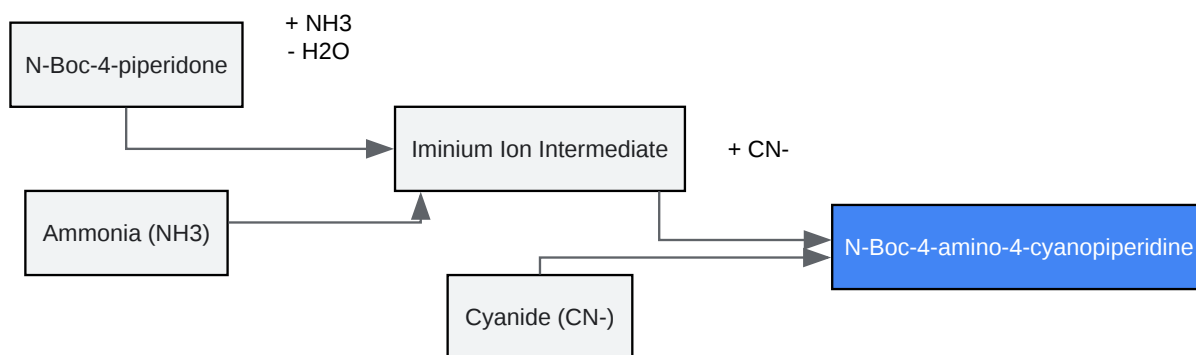 + NH3
- H2O
N-Boc-4-piperidone
Iminium Ion Intermediate
+ CN-
Ammonia (NH3)
N-Boc-4-amino-4-cyanopiperidine
Cyanide (CN-)